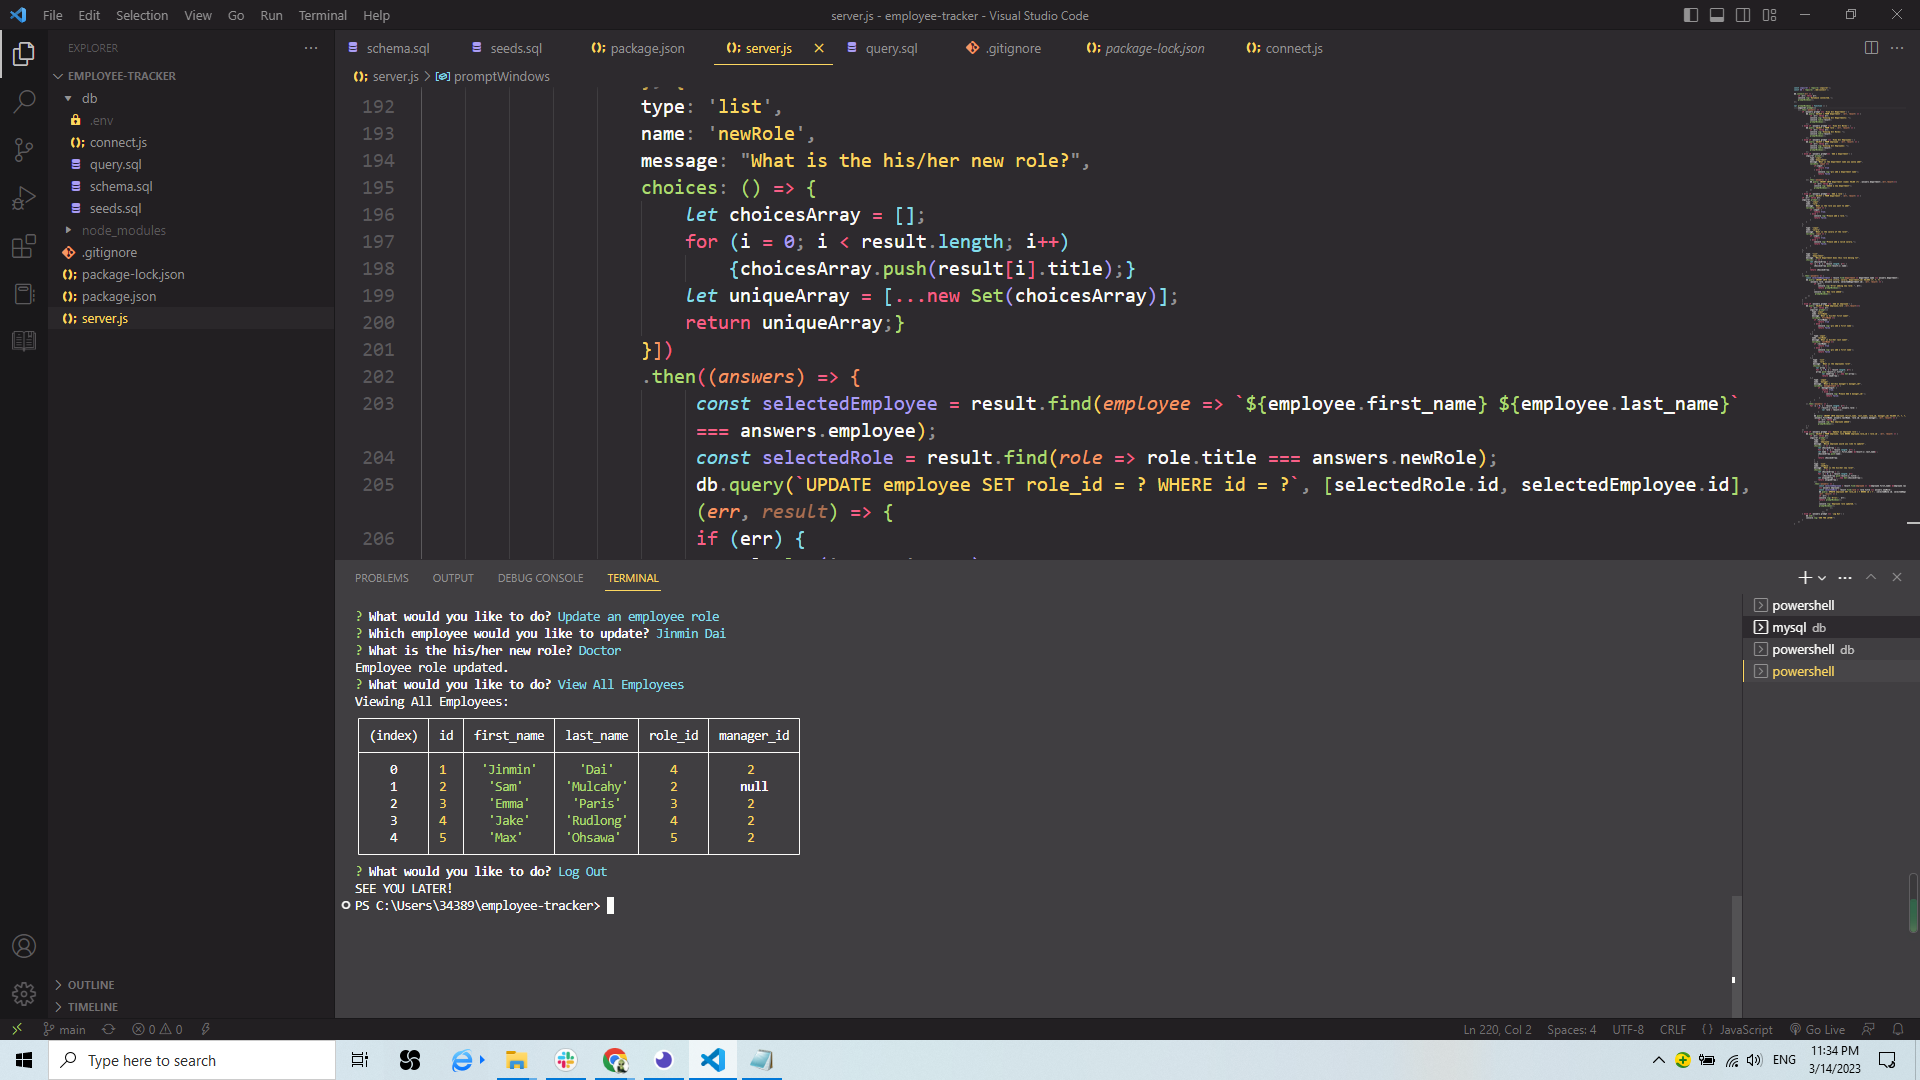 File Edit Selection View Go Run Terminal Help
server.js - employee-tracker - Visual Studio Code
EXPLORER
EMPLOYEE-TRACKER
db
.env
connect.js
query.sql
schema.sql
seeds.sql
node_modules
.gitignore
package-lock.json
package.json
server.js
OUTLINE
TIMELINE
schema.sql seeds.sql package.json server.js query.sql .gitignore package-lock.json connect.js
server.js > promptWindows
192 type: 'list',
193 name: 'newRole',
194 message: "What is the his/her new role?",
195 choices: () => {
196 let choicesArray = [];
197 for (i = 0; i < result.length; i++)
198 {choicesArray.push(result[i].title);}
199 let uniqueArray = [...new Set(choicesArray)];
200 return uniqueArray;}
201 }])
202 .then((answers) => {
203 const selectedEmployee = result.find(employee => `${employee.first_name} ${employee.last_name}`
=== answers.employee);
204 const selectedRole = result.find(role => role.title === answers.newRole);
205 db.query(`UPDATE employee SET role_id = ? WHERE id = ?`, [selectedRole.id, selectedEmployee.id],
(err, result) => {
206 if (err) {
PROBLEMS OUTPUT DEBUG CONSOLE TERMINAL
? What would you like to do? Update an employee role
? Which employee would you like to update? Jinmin Dai
? What is the his/her new role? Doctor
Employee role updated.
? What would you like to do? View All Employees
Viewing All Employees:
(index) id first_name last_name role_id manager_id
0 1 'Jinmin' 'Dai' 4 2
1 2 'Sam' 'Mulcahy' 2 null
2 3 'Emma' 'Paris' 3 2
3 4 'Jake' 'Rudlong' 4 2
4 5 'Max' 'Ohsawa' 5 2
? What would you like to do? Log Out
SEE YOU LATER!
PS C:\Users\34389\employee-tracker>
powershell
mysql db
powershell db
powershell
main 0 0
Ln 220, Col 2 Spaces: 4 UTF-8 CRLF {} JavaScript Go Live
Type here to search
ENG
11:34 PM
3/14/2023